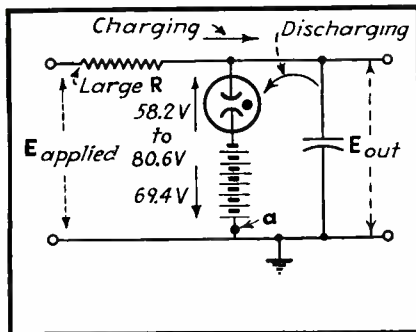 Charging
Discharging
Large R
58.2V
to
80.6V
69.4V
E applied
E out
a